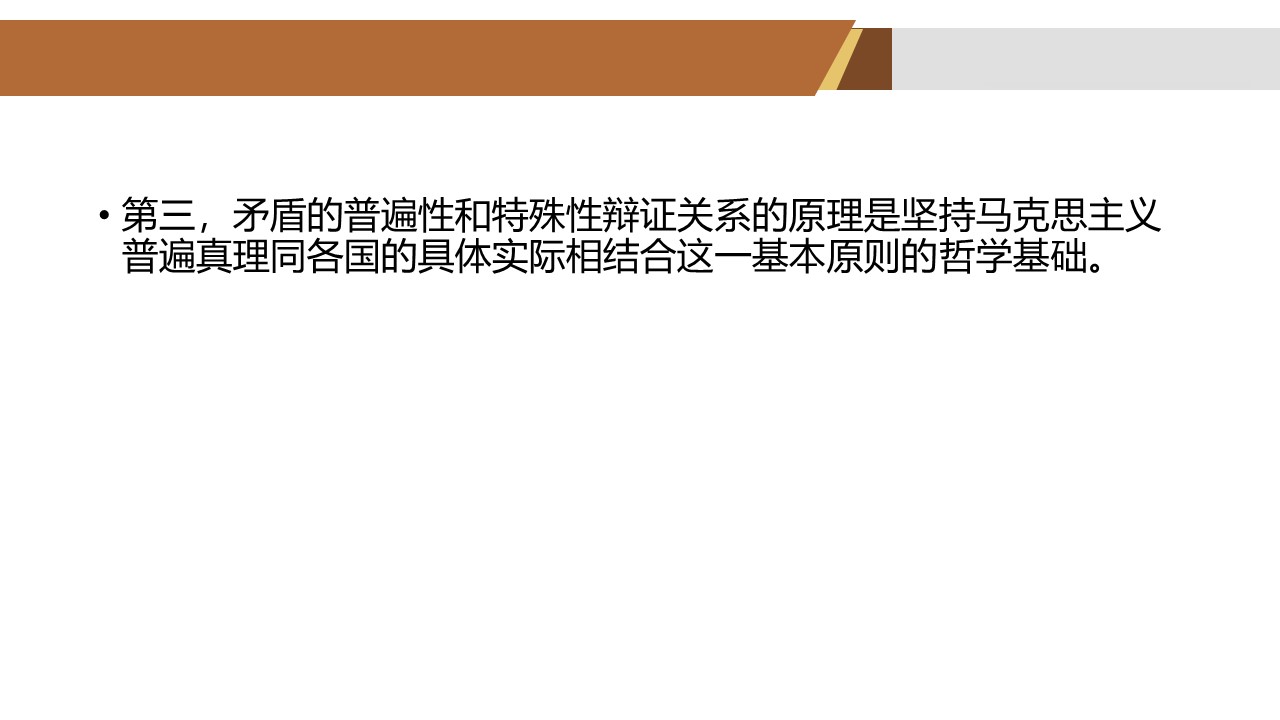 • 第三，矛盾的普遍性和特殊性辩证关系的原理是坚持马克思主义
普遍真理同各国的具体实际相结合这一基本原则的哲学基础。